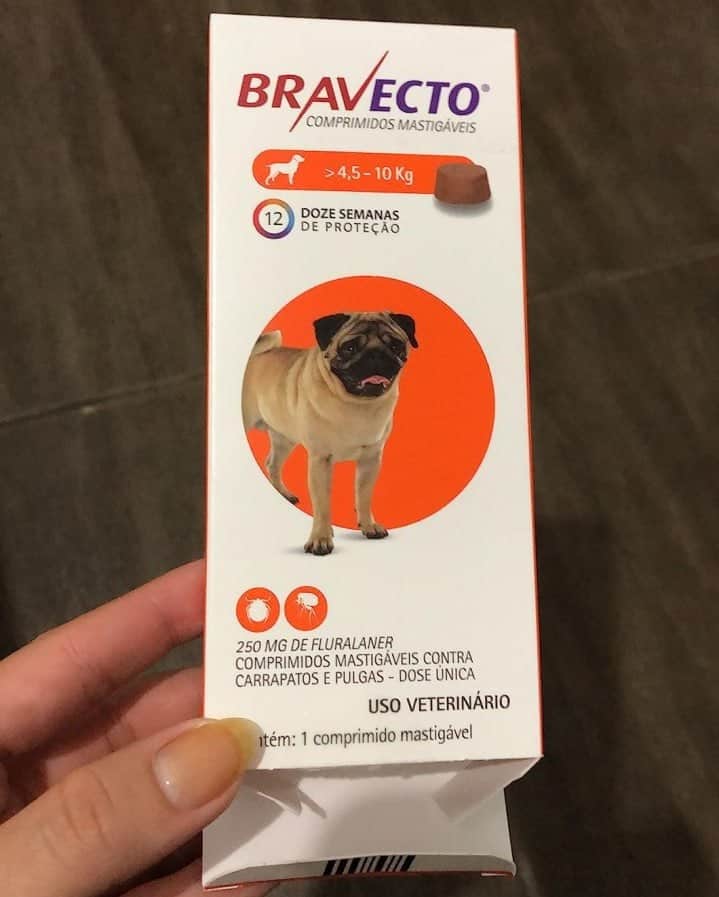 BRAVECTO®
COMPRIMIDOS MASTIGÁVEIS
> 4,5 – 10 Kg
12
DOZE SEMANAS
DE PROTEÇÃO
250 MG DE FLURALANER
COMPRIMIDOS MASTIGÁVEIS CONTRA
CARRAPATOS E PULGAS - DOSE ÚNICA
USO VETERINÁRIO
1 comprimido mastigável